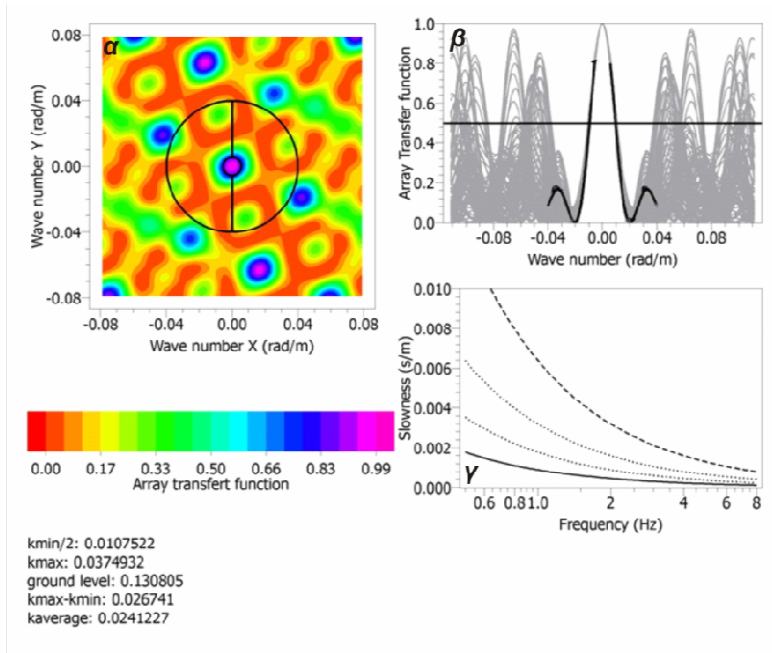 α
0.08
0.04
0.00
-0.04
-0.08
Wave number Y (rad/m)
-0.08 -0.04 0.00 0.04 0.08
Wave number X (rad/m)
β
1.0
0.8
0.6
0.4
0.2
0.0
Array Transfer function
-0.08 -0.04 0.00 0.04 0.08
Wave number (rad/m)
0.010
0.008
0.006
0.004
0.002
0.000
Slowness (s/m)
γ
0.6 0.8 1.0 2 4 6 8
Frequency (Hz)
0.00 0.17 0.33 0.50 0.66 0.83 0.99
Array transfert function
kmin/2: 0.0107522
kmax: 0.0374932
ground level: 0.130805
kmax-kmin: 0.026741
kaverage: 0.0241227